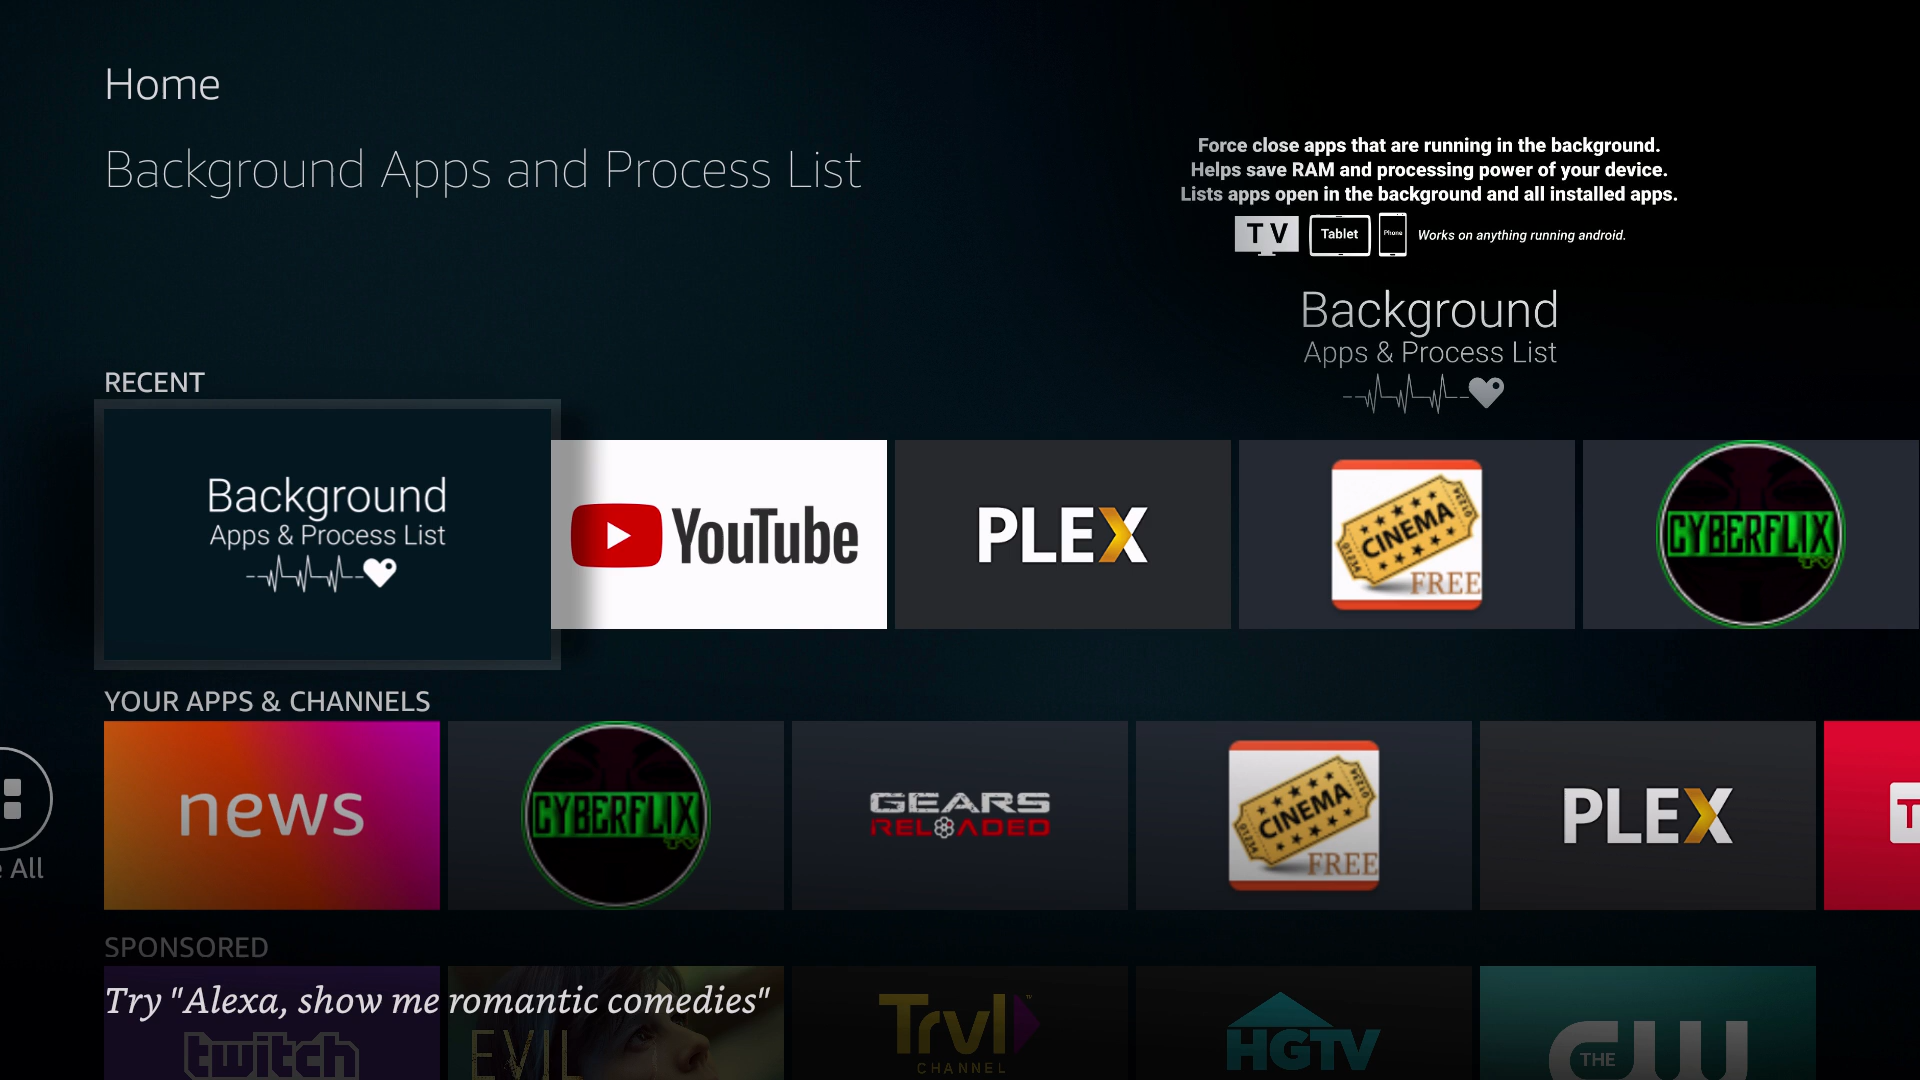 Home
Background Apps and Process List
Force close apps that are running in the background.
Helps save RAM and processing power of your device.
Lists apps open in the background and all installed apps.
TV
Tablet
Phone
Works on anything running android.
Background
Apps & Process List
RECENT
Background
Apps & Process List
YouTube
PLEX
CINEMA
FREE
CYBERFLIX
TV
YOUR APPS & CHANNELS
All
news
CYBERFLIX
TV
GEARS
RELOADED
CINEMA
FREE
PLEX
T
SPONSORED
Try "Alexa, show me romantic comedies"
twitch
EVIL
Trvl
CHANNEL
HGTV
THE CW